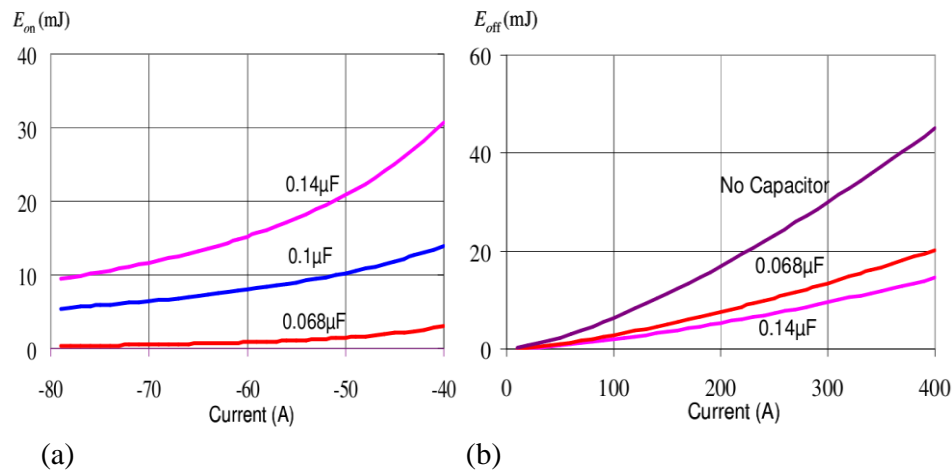 Eon (mJ)
40
30
20
10
0
0.14µF
0.1µF
0.068µF
-80
-70
-60
-50
-40
Current (A)
(a)
Eoff (mJ)
60
40
20
0
No Capacitor
0.068µF
0.14µF
0
100
200
300
400
Current (A)
(b)